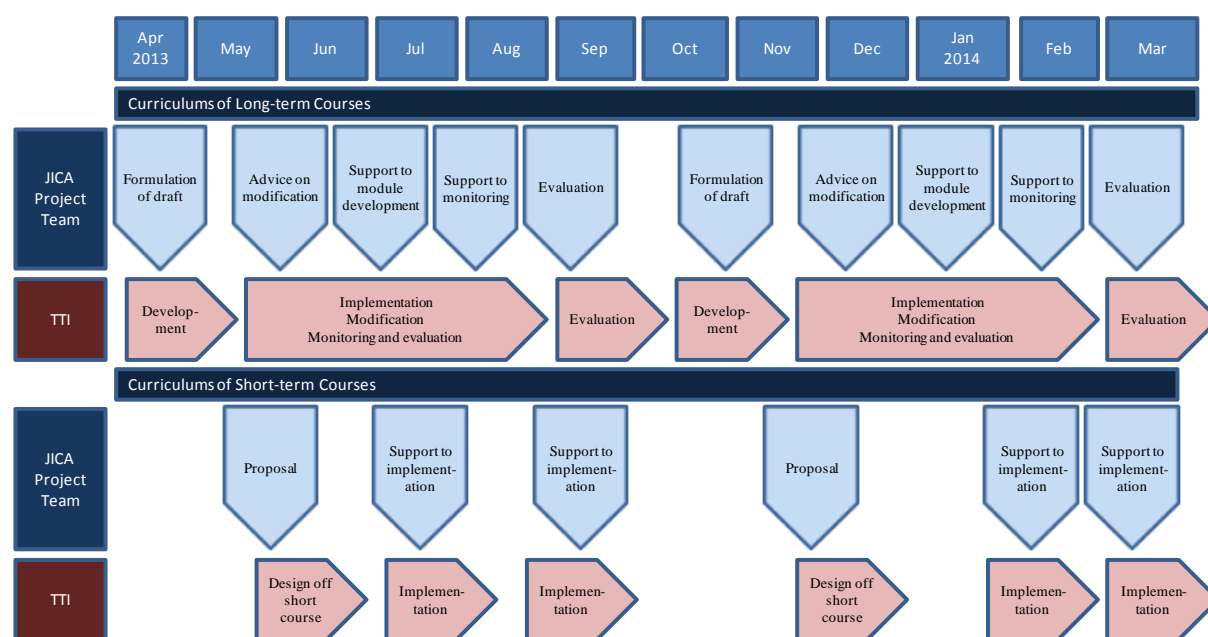 Apr
2013
May
Jun
Jul
Aug
Sep
Oct
Nov
Dec
Jan
2014
Feb
Mar
Curriculums of Long-term Courses
JICA
Project
Team
Formulation
of draft
Advice on
modification
Support to
module
development
Support to
monitoring
Evaluation
Formulation
of draft
Advice on
modification
Support to
module
development
Support to
monitoring
Evaluation
TTI
Develop-
ment
Implementation
Modification
Monitoring and evaluation
Evaluation
Develop-
ment
Implementation
Modification
Monitoring and evaluation
Evaluation
Curriculums of Short-term Courses
JICA
Project
Team
Proposal
Support to
implement-
ation
Support to
implement-
ation
Proposal
Support to
implement-
ation
Support to
implement-
ation
TTI
Design off
short
course
Implemen-
tation
Implemen-
tation
Design off
short
course
Implemen-
tation
Implemen-
tation